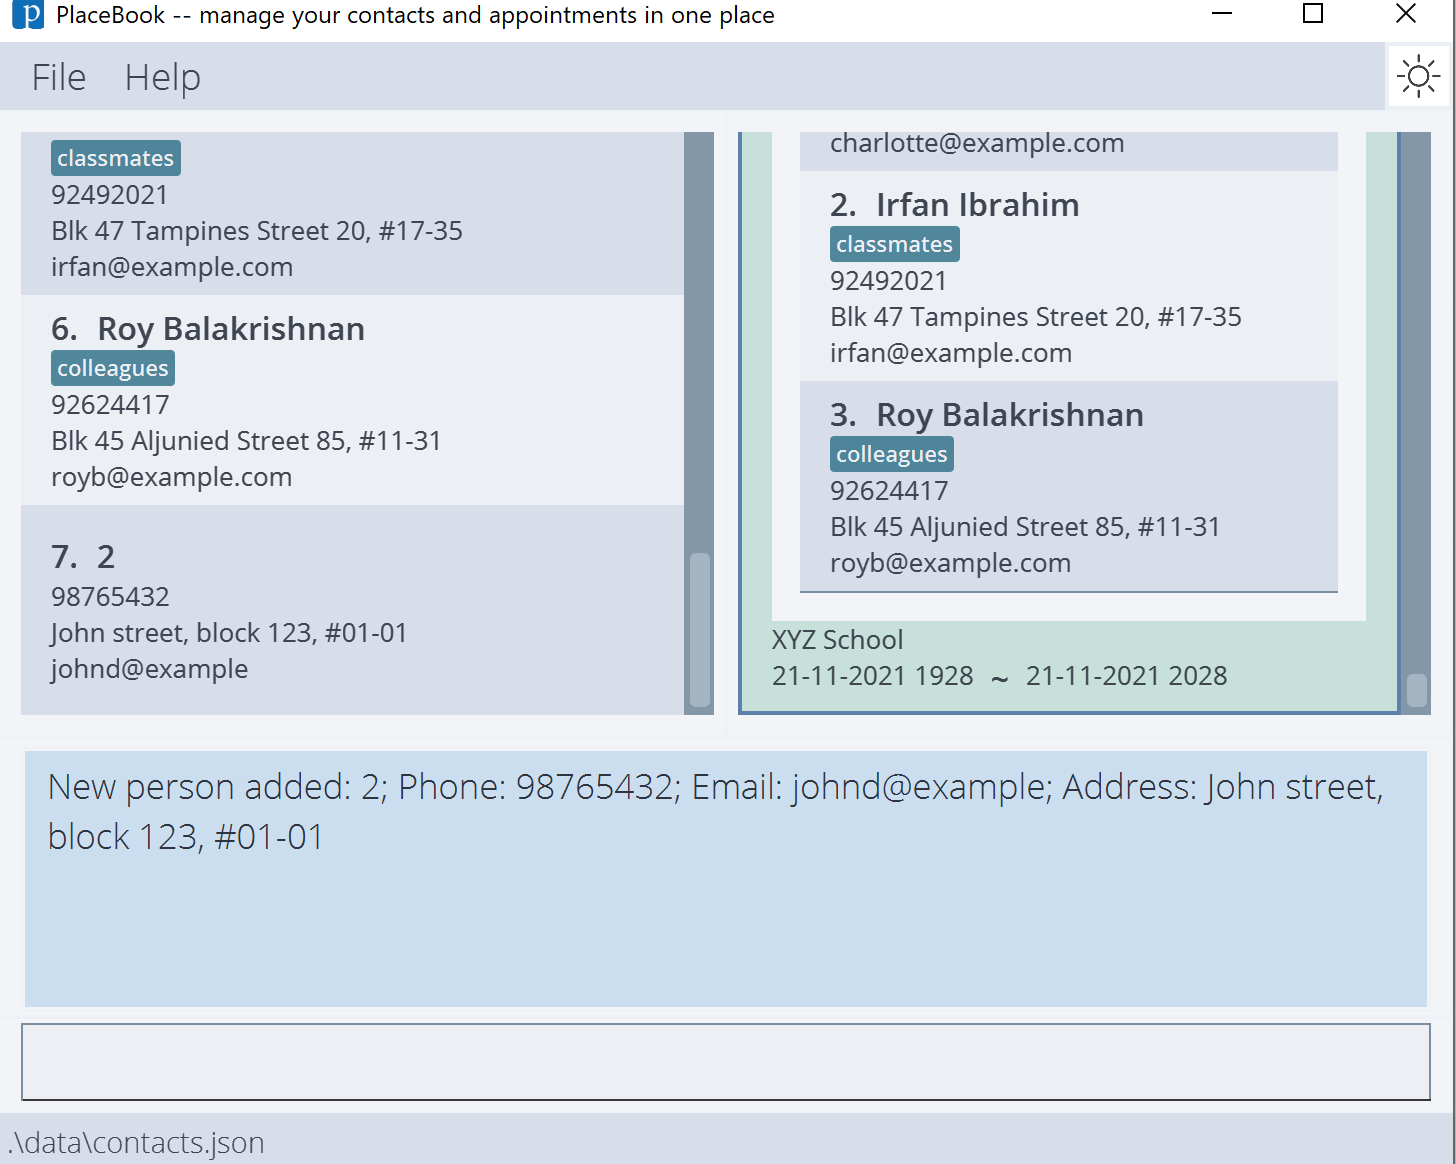 PlaceBook -- manage your contacts and appointments in one place
File Help
classmates
92492021
Blk 47 Tampines Street 20, #17-35
irfan@example.com
6. Roy Balakrishnan
colleagues
92624417
Blk 45 Aljunied Street 85, #11-31
royb@example.com
7. 2
98765432
John street, block 123, #01-01
johnd@example
charlotte@example.com
2. Irfan Ibrahim
classmates
92492021
Blk 47 Tampines Street 20, #17-35
irfan@example.com
3. Roy Balakrishnan
colleagues
92624417
Blk 45 Aljunied Street 85, #11-31
royb@example.com
XYZ School
21-11-2021 1928 ~ 21-11-2021 2028
New person added: 2; Phone: 98765432; Email: johnd@example; Address: John street,
block 123, #01-01
.\data\contacts.json